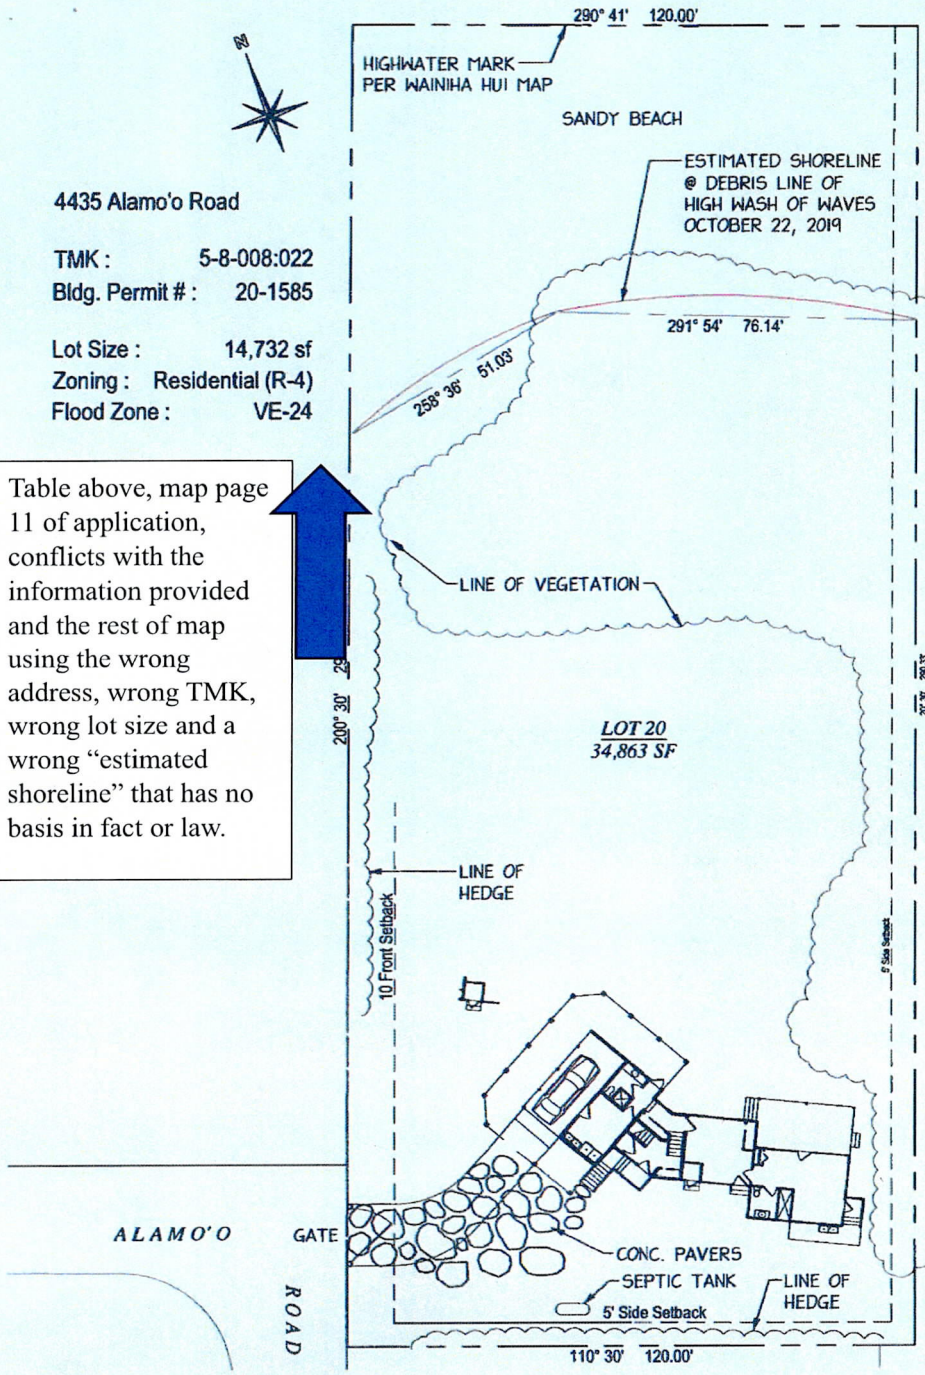 290° 41' 120.00'
N
HIGHWATER MARK
PER WAINIHA HUI MAP
SANDY BEACH
ESTIMATED SHORELINE
@ DEBRIS LINE OF
HIGH WASH OF WAVES
OCTOBER 22, 2019
4435 Alamo'o Road
TMK : 5-8-008:022
Bldg. Permit # : 20-1585
Lot Size : 14,732 sf
Zoning : Residential (R-4)
Flood Zone : VE-24
291° 54' 76.14'
258° 36' 51.03'
Table above, map page
11 of application,
conflicts with the
information provided
and the rest of map
using the wrong
address, wrong TMK,
wrong lot size and a
wrong “estimated
shoreline” that has no
basis in fact or law.
LINE OF VEGETATION
200° 30' 29
LOT 20
34,863 SF
LINE OF
HEDGE
10 Front Setback
5' Side Setback
ALAMO'O
GATE
ROAD
CONC. PAVERS
SEPTIC TANK
LINE OF
HEDGE
5' Side Setback
110° 30' 120.00'